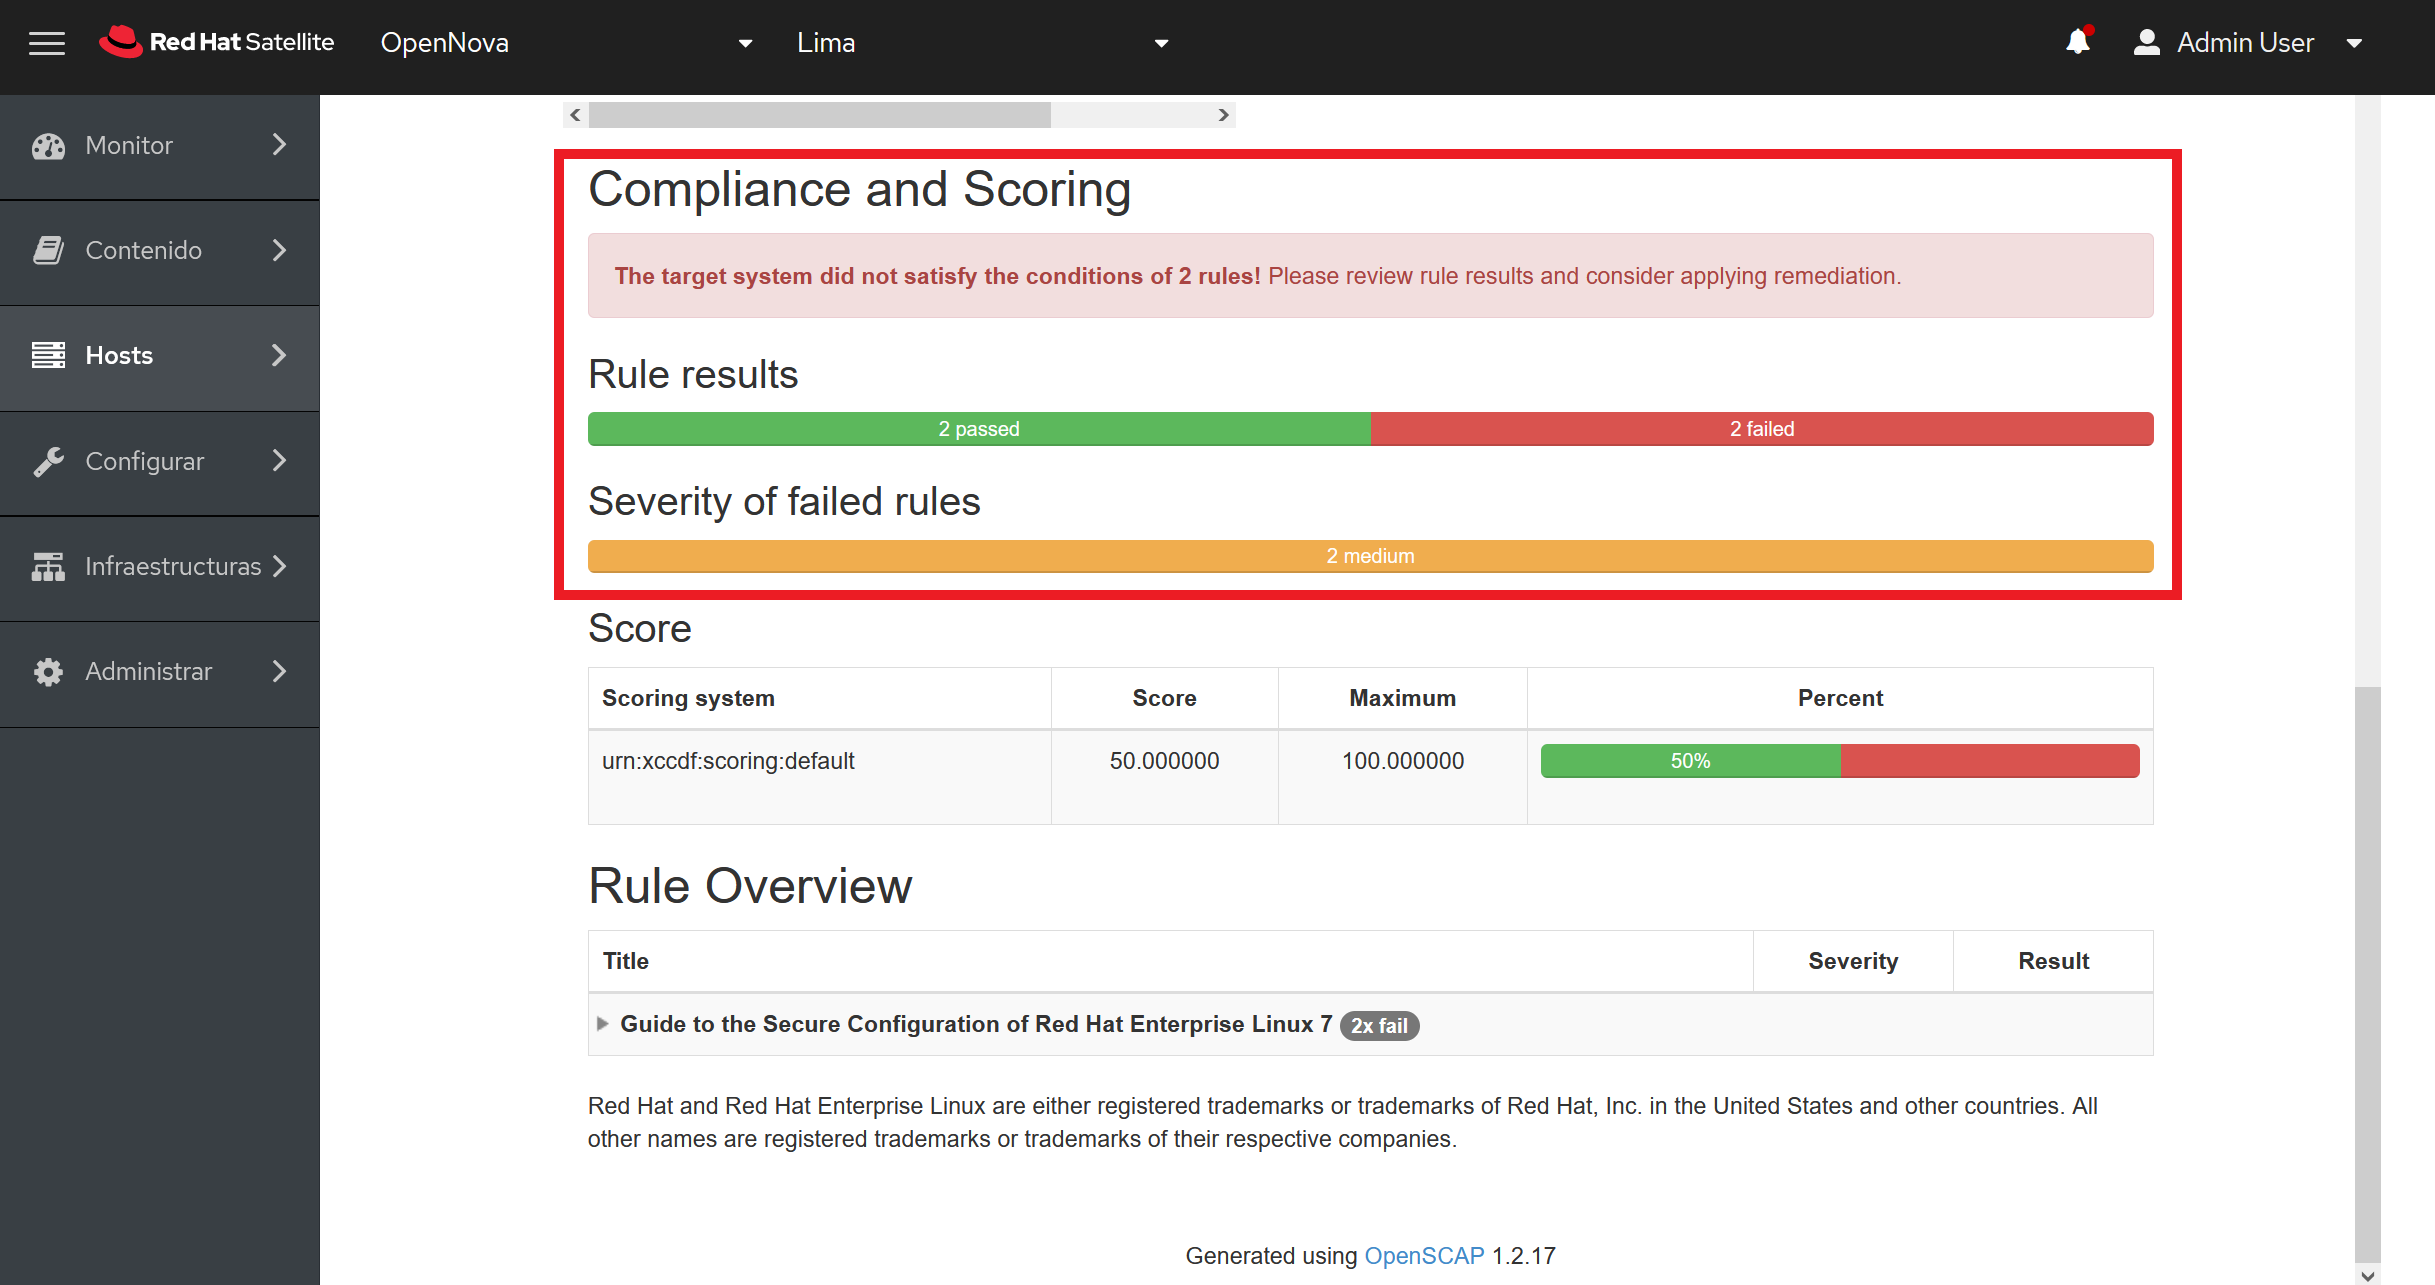 Red Hat Satellite
OpenNova
Lima
Admin User
Monitor
Contenido
Hosts
Configurar
Infraestructuras
Administrar
Compliance and Scoring
The target system did not satisfy the conditions of 2 rules! Please review rule results and consider applying remediation.
Rule results
2 passed 2 failed
Severity of failed rules
2 medium
Score
Scoring system Score Maximum Percent
urn:xccdf:scoring:default 50.000000 100.000000 50%
Rule Overview
Title Severity Result
Guide to the Secure Configuration of Red Hat Enterprise Linux 7 2x fail
Red Hat and Red Hat Enterprise Linux are either registered trademarks or trademarks of Red Hat, Inc. in the United States and other countries. All
other names are registered trademarks or trademarks of their respective companies.
Generated using OpenSCAP 1.2.17